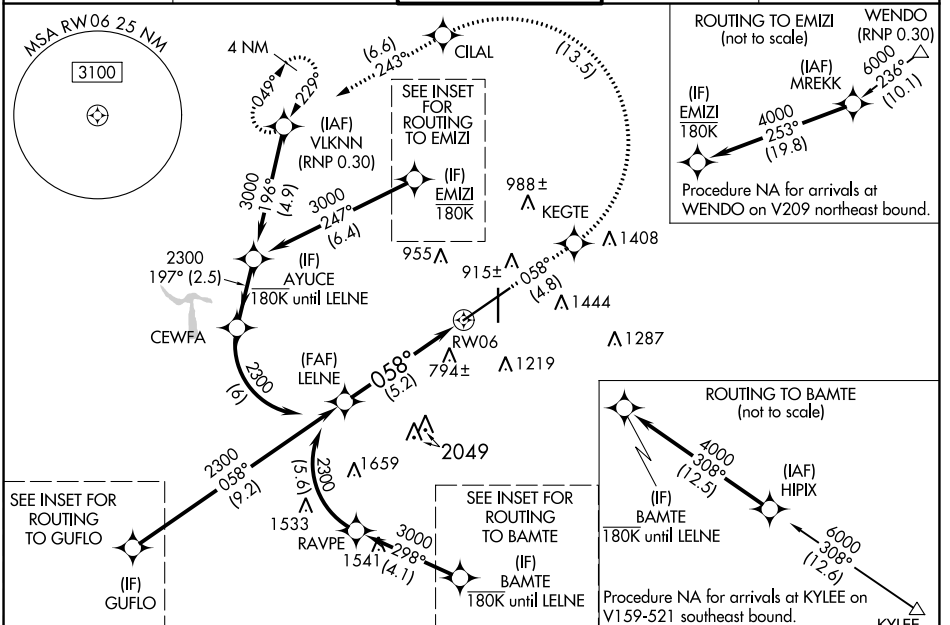 MSA RW06 25 NM
3100
4 NM
049°
229°
(IAF)
VLKNN
(RNP 0.30)
(6.6)
243°
CILAL
(13.5)
SEE INSET
FOR
ROUTING
TO EMIZI
(IF)
EMIZI
180K
3000
196°
(4.9)
3000
247°
(6.4)
988±
KEGTE
1408
955
915±
058°
(4.8)
1444
1287
2300
197° (2.5)
(IF)
AYUCE
180K until LELNE
CEWFA
RW06
794±
1219
(FAF)
LELNE
058°
(5.2)
2300
(6)
2049
1659
2300
(5.6)
1533
2300
058°
(9.2)
SEE INSET FOR
ROUTING
TO GUFLO
(IF)
GUFLO
RAVPE
1541
3000
298°
(4.1)
SEE INSET FOR
ROUTING
TO BAMTE
(IF)
BAMTE
180K until LELNE
ROUTING TO EMIZI
(not to scale)
WENDO
(RNP 0.30)
6000
236°
(10.1)
(IAF)
MREKK
(IF)
EMIZI
180K
4000
253°
(19.8)
Procedure NA for arrivals at
WENDO on V209 northeast bound.
ROUTING TO BAMTE
(not to scale)
4000
308°
(12.5)
(IAF)
HIPIX
(IF)
BAMTE
180K until LELNE
6000
308°
(12.6)
Procedure NA for arrivals at KYLEE on
V159-521 southeast bound.
KYLEE